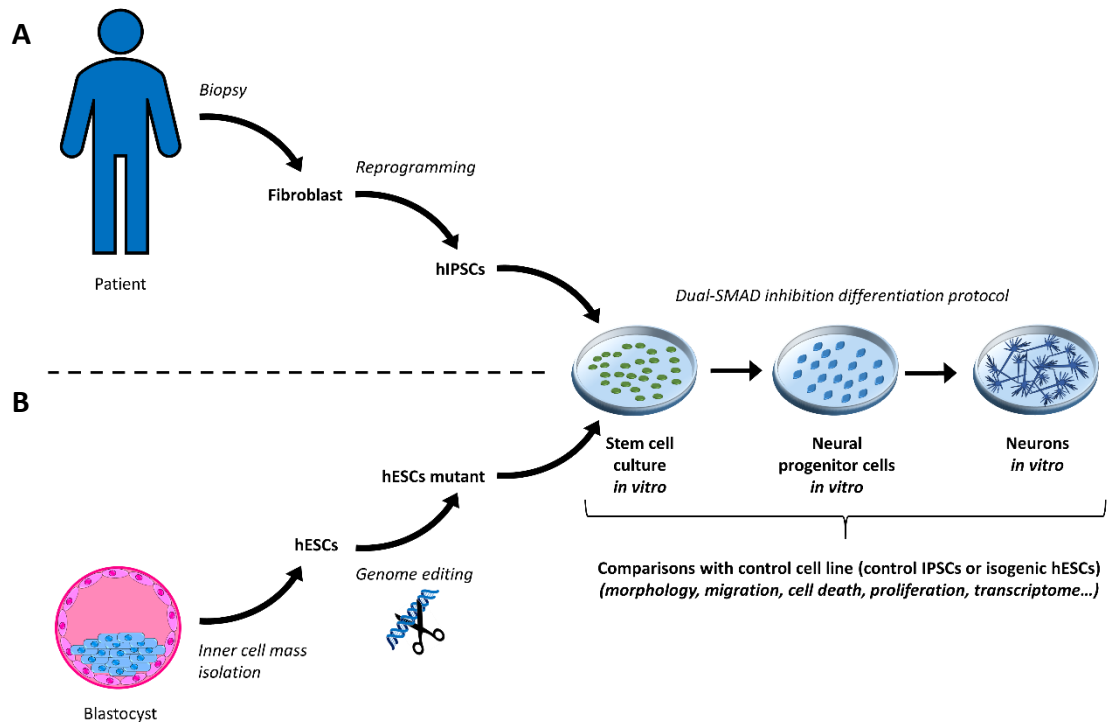 A
Biopsy
Reprogramming
Fibroblast
hIPSCs
Patient
Dual-SMAD inhibition differentiation protocol
B
Stem cell
culture
in vitro
Neural
progenitor cells
in vitro
Neurons
in vitro
hESCs mutant
hESCs
Genome editing
Comparisons with control cell line (control IPSCs or isogenic hESCs)
(morphology, migration, cell death, proliferation, transcriptome...)
Inner cell mass
isolation
Blastocyst